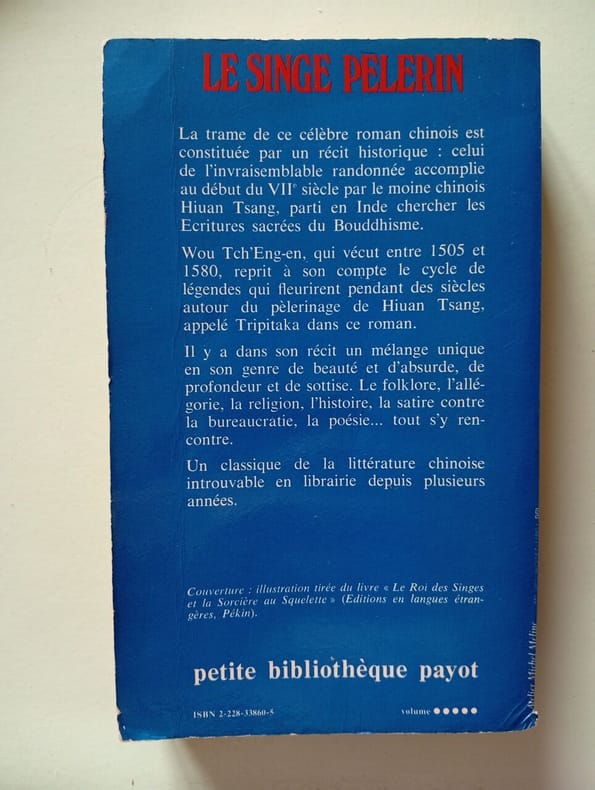 LE SINGE PELERIN
La trame de ce célèbre roman chinois est
constituée par un récit historique : celui
de l'invraisemblable randonnée accomplie
au début du VIIᵉ siècle par le moine chinois
Hiuan Tsang, parti en Inde chercher les
Ecritures sacrées du Bouddhisme.
Wou Tch'Eng-en, qui vécut entre 1505 et
1580, reprit à son compte le cycle de
légendes qui fleurirent pendant des siècles
autour du pèlerinage de Hiuan Tsang,
appelé Tripitaka dans ce roman.
Il y a dans son récit un mélange unique
en son genre de beauté et d'absurde, de
profondeur et de sottise. Le folklore, l'allé-
gorie, la religion, l'histoire, la satire contre
la bureaucratie, la poésie... tout s'y ren-
contre.
Un classique de la littérature chinoise
introuvable en librairie depuis plusieurs
années.
Couverture : illustration tirée du livre « Le Roi des Singes
et la Sorcière au Squelette » (Editions en langues étran-
gères, Pékin).
petite bibliothèque payot
ISBN 2-228-33860-5
volume ●●●●●
Atelier Michel